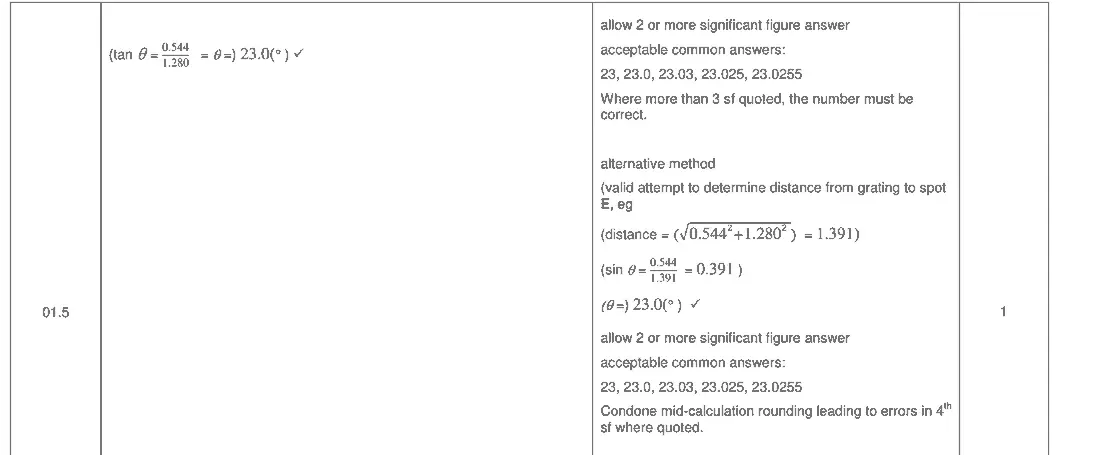 01.5
(tan θ = 0.544/1.280 = θ =) 23.0(° ) ✓
allow 2 or more significant figure answer
acceptable common answers:
23, 23.0, 23.03, 23.025, 23.0255
Where more than 3 sf quoted, the number must be
correct.
alternative method
(valid attempt to determine distance from grating to spot
E, eg
(distance = (√0.544²+1.280² ) = 1.391)
(sin θ = 0.544/1.391 = 0.391 )
(θ =) 23.0(° ) ✓
allow 2 or more significant figure answer
acceptable common answers:
23, 23.0, 23.03, 23.025, 23.0255
Condone mid-calculation rounding leading to errors in 4th
sf where quoted.
1